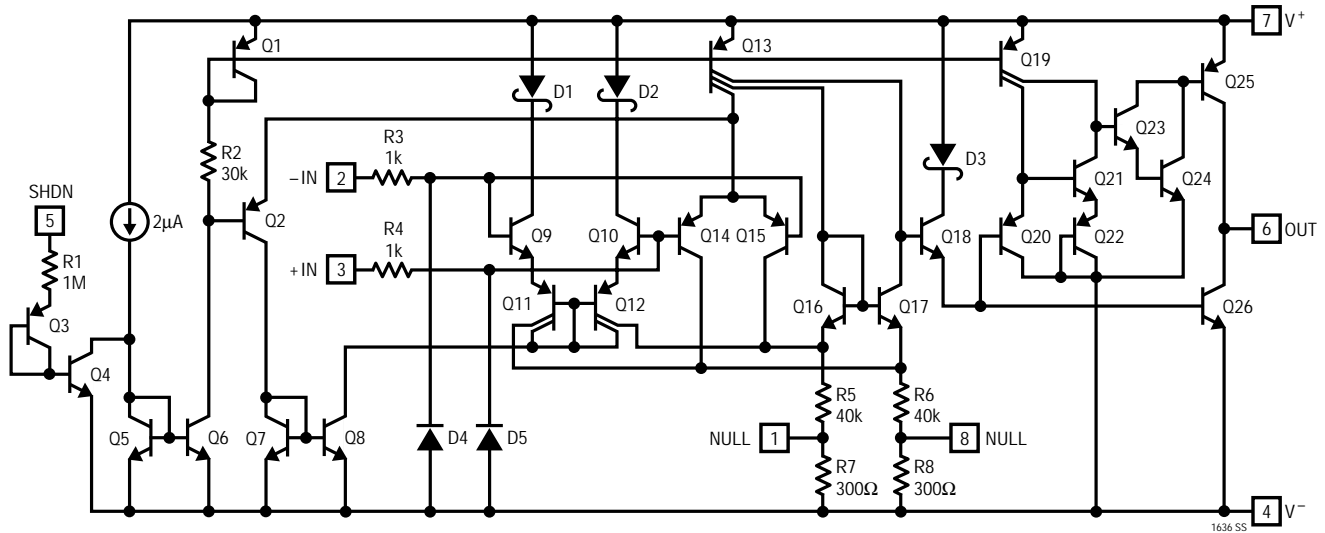 7 V+
Q1
Q13
Q19
Q25
D1
D2
R3
1k
Q23
R2
30k
D3
SHDN
5
–IN 2
Q21
Q24
2µA
Q2
R4
1k
Q9
Q10
Q14
Q15
Q18
Q20
Q22
6 OUT
+IN 3
R1
1M
Q11
Q12
Q16
Q17
Q26
Q3
Q4
R5
40k
R6
40k
Q5
Q6
Q7
Q8
D4
D5
NULL 1
8 NULL
R7
300Ω
R8
300Ω
4 V–
1636 SS